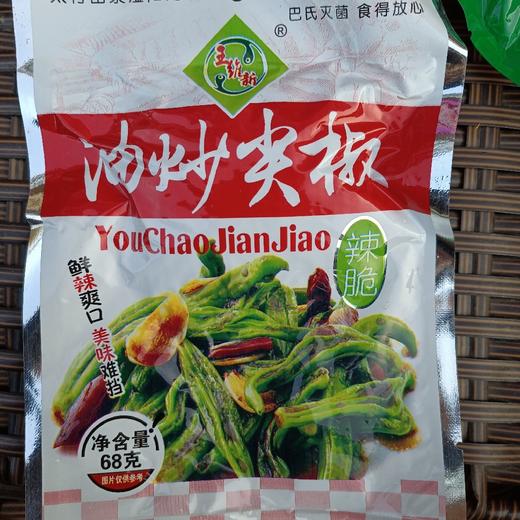 巴氏灭菌 食得放心
王维新
®
油炒尖椒
YouChaoJianJiao
辣脆
鲜辣爽口 美味难挡
净含量
68克
图片仅供参考